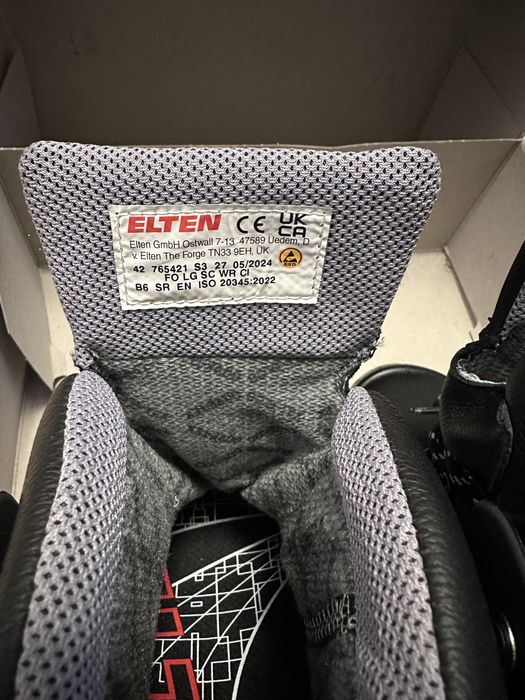 ELTEN CE UK CA
Elten GmbH Ostwall 7-13 47589 Uedem, D
v. Elten The Forge TN33 9EH, UK
42 765421 S3 27 05/2024 ESD
FO LG SC WR CI
B6 SR EN ISO 20345:2022